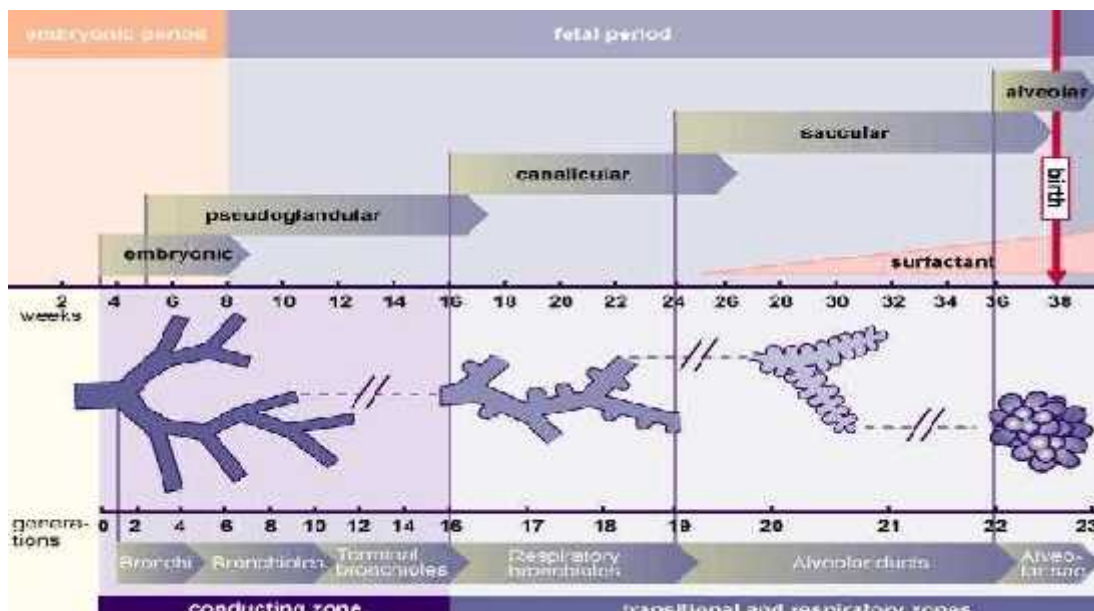 embryonic period fetal period
alveolar
saccular
canalicular
pseudoglandular
embryonic
birth
surfactant
2 4 6 8 10 12 14 16 18 20 22 24 26 28 30 32 34 36 38
weeks
genera-
tions
0 2 4 6 8 10 12 14 16 17 18 19 20 21 22 23
Bronchi Bronchioles Terminal
bronchioles
Respiratory
bronchioles
Alveolar ducts
Alveo-
lar sac
conducting zone transitional and respiratory zones